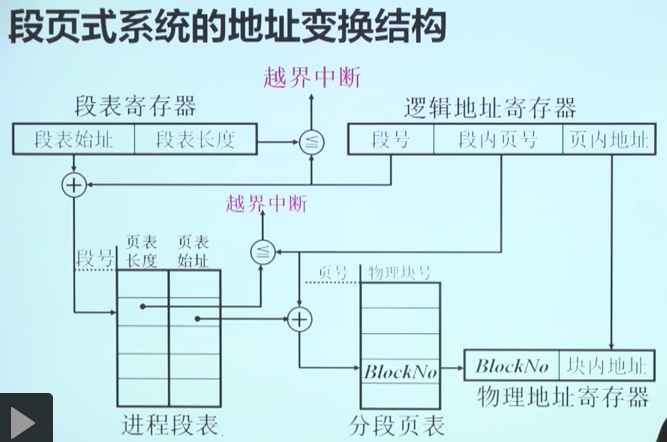 段页式系统的地址变换结构
越界中断
段表寄存器
逻辑地址寄存器
段表始址 段表长度
≤
段号 段内页号 页内地址
+
越界中断
段号
页表长度
页表始址
≤
页号 物理块号
+
BlockNo
BlockNo 块内地址
物理地址寄存器
进程段表
分段页表